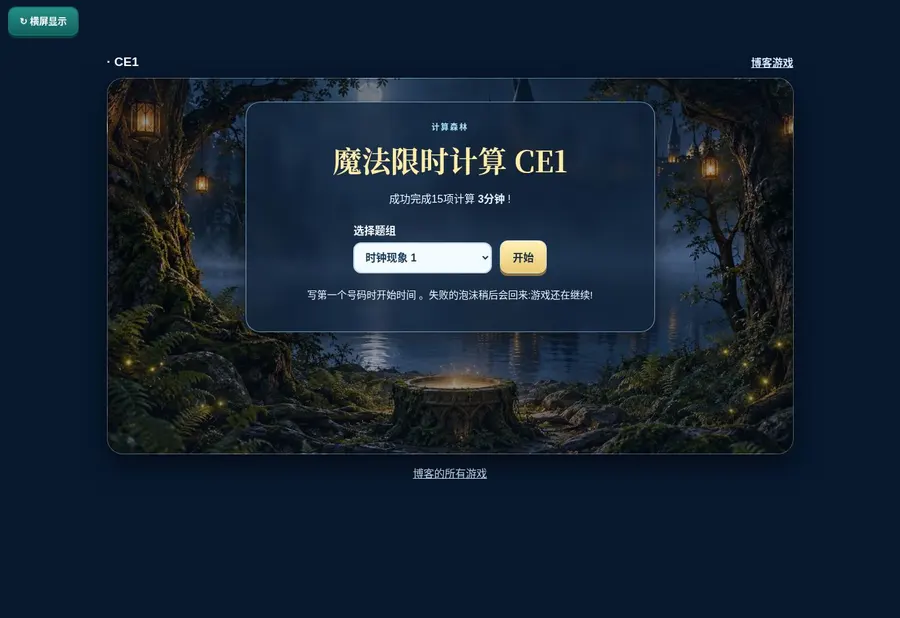 ↻ 横屏显示
· CE1
博客游戏
计算森林
魔法限时计算 CE1
成功完成15项计算 3分钟 !
选择题组
时钟现象 1
开始
写第一个号码时开始时间 。失败的泡沫稍后会回来:游戏还在继续!
博客的所有游戏